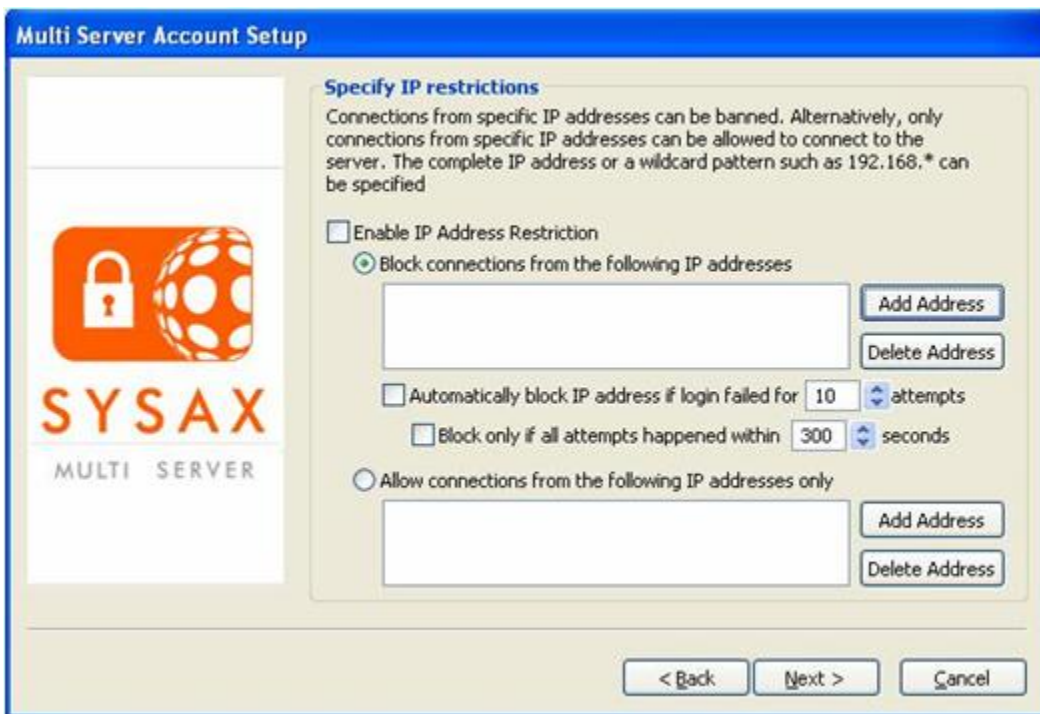 Multi Server Account Setup
Specify IP restrictions
Connections from specific IP addresses can be banned. Alternatively, only
connections from specific IP addresses can be allowed to connect to the
server. The complete IP address or a wildcard pattern such as 192.168.* can
be specified
Enable IP Address Restriction
Block connections from the following IP addresses
Add Address
Delete Address
Automatically block IP address if login failed for 10 attempts
Block only if all attempts happened within 300 seconds
SYSAX
MULTI SERVER
Allow connections from the following IP addresses only
Add Address
Delete Address
< Back Next > Cancel